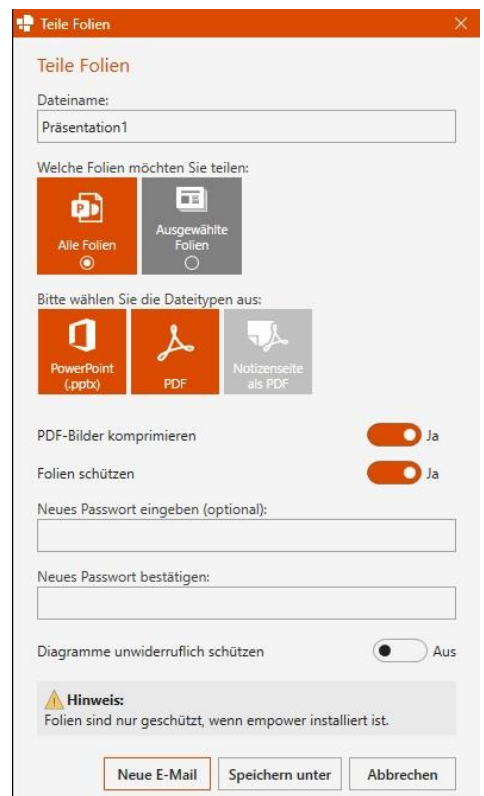 Teile Folien
Teile Folien
Dateiname:
Präsentation1
Welche Folien möchten Sie teilen:
Alle Folien
Ausgewählte
Folien
Bitte wählen Sie die Dateitypen aus:
PowerPoint
(.pptx)
PDF
Notizenseite
als PDF
PDF-Bilder komprimieren Ja
Folien schützen Ja
Neues Passwort eingeben (optional):
Neues Passwort bestätigen:
Diagramme unwiderruflich schützen Aus
Hinweis:
Folien sind nur geschützt, wenn empower installiert ist.
Neue E-Mail Speichern unter Abbrechen